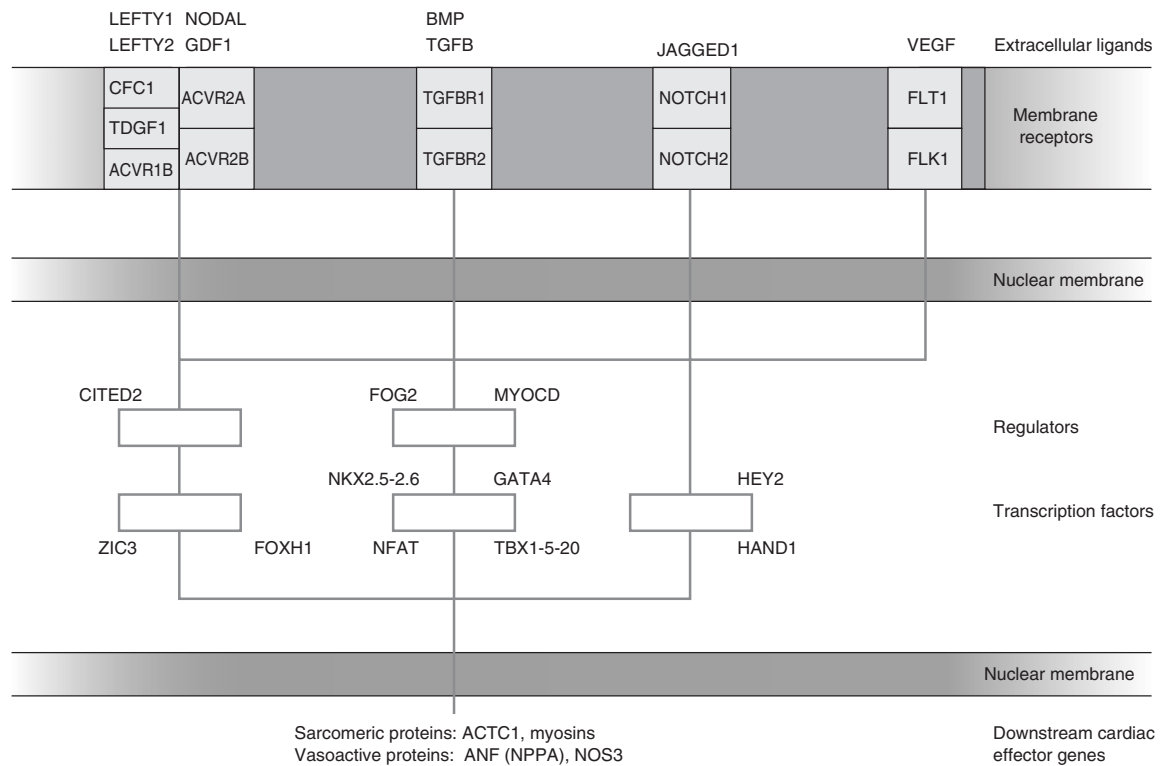 LEFTY1 NODAL
BMP
LEFTY2 GDF1
TGFB
JAGGED1
VEGF
Extracellular ligands
CFC1
ACVR2A
TDGF1
ACVR2B
ACVR1B
TGFBR1
TGFBR2
NOTCH1
NOTCH2
FLT1
FLK1
Membrane
receptors
Nuclear membrane
CITED2
FOG2
MYOCD
Regulators
NKX2.5-2.6
GATA4
HEY2
Transcription factors
ZIC3
FOXH1
NFAT
TBX1-5-20
HAND1
Nuclear membrane
Sarcomeric proteins: ACTC1, myosins
Vasoactive proteins: ANF (NPPA), NOS3
Downstream cardiac
effector genes